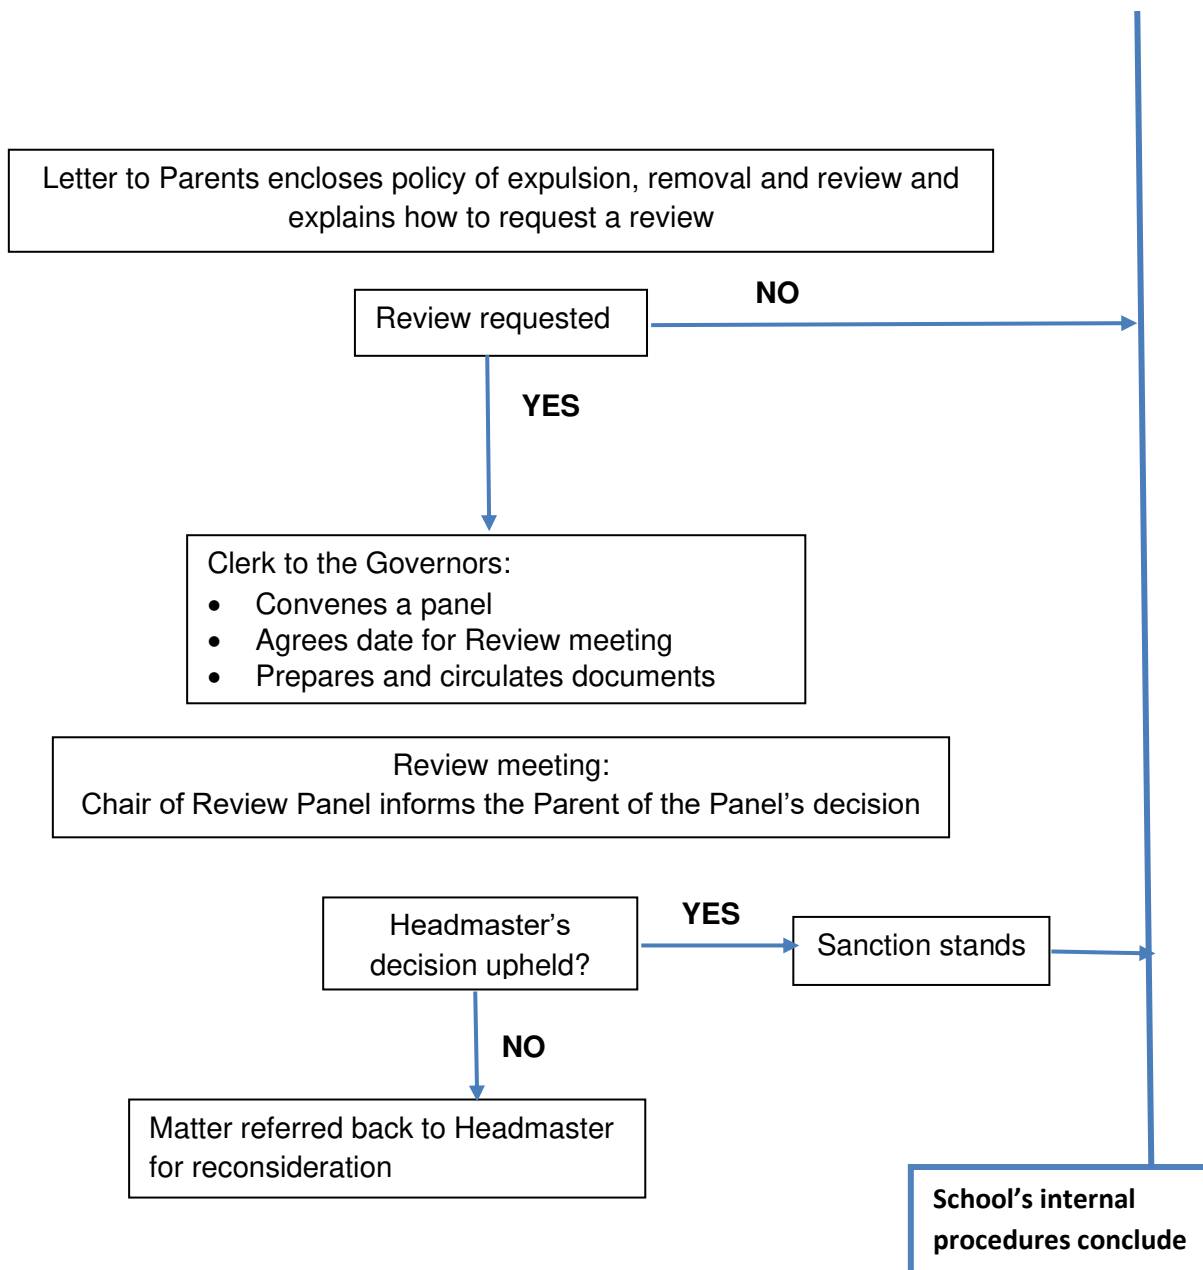 Letter to Parents encloses policy of expulsion, removal and review and
explains how to request a review
NO
Review requested
YES
Clerk to the Governors:
• Convenes a panel
• Agrees date for Review meeting
• Prepares and circulates documents
Review meeting:
Chair of Review Panel informs the Parent of the Panel’s decision
Headmaster’s
decision upheld?
YES
Sanction stands
NO
Matter referred back to Headmaster
for reconsideration
School’s internal
procedures conclude